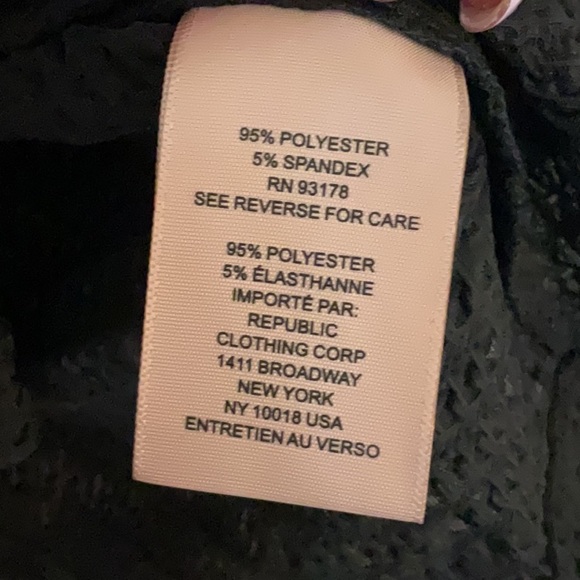 95% POLYESTER
5% SPANDEX
RN 93178
SEE REVERSE FOR CARE
95% POLYESTER
5% ÉLASTHANNE
IMPORTÉ PAR:
REPUBLIC
CLOTHING CORP
1411 BROADWAY
NEW YORK
NY 10018 USA
ENTRETIEN AU VERSO